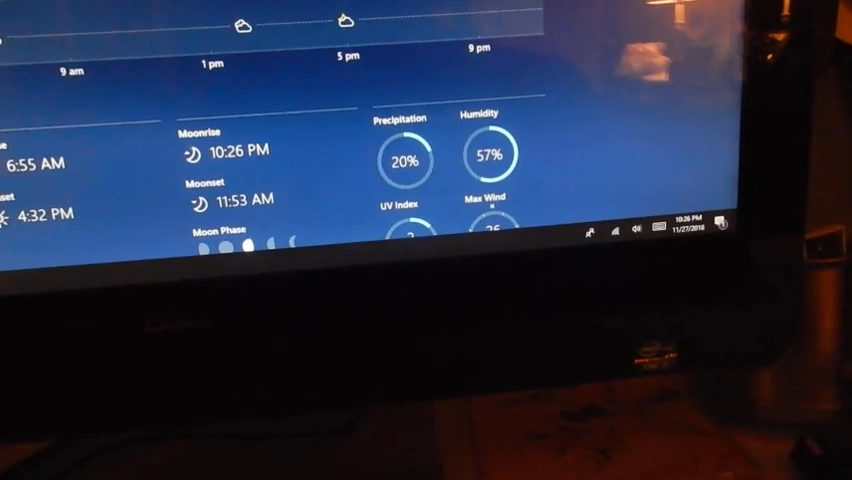 9 am
1 pm
5 pm
9 pm
6:55 AM
4:32 PM
Moonrise
10:26 PM
Moonset
11:53 AM
Moon Phase
Precipitation
20%
Humidity
57%
UV Index
Max Wind
N
26
10:26 PM
11/27/2018